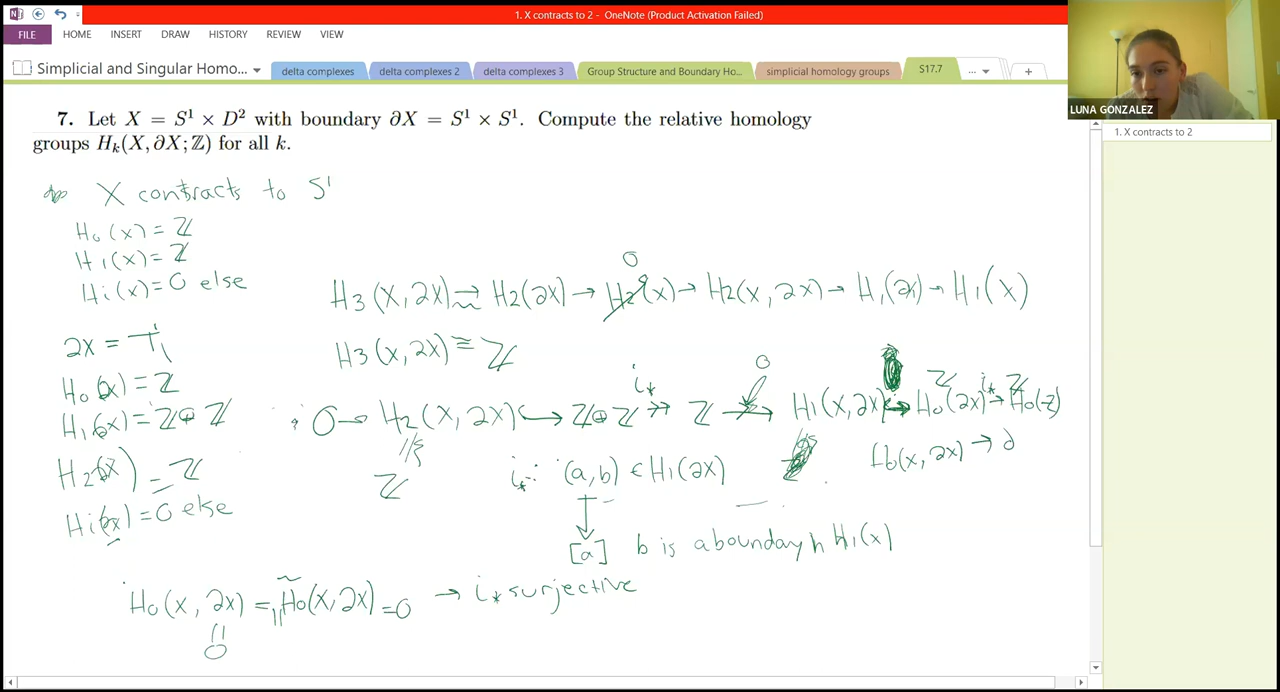 1. X contracts to 2 - OneNote (Product Activation Failed)
FILE HOME INSERT DRAW HISTORY REVIEW VIEW
Simplicial and Singular Homo... delta complexes delta complexes 2 delta complexes 3 Group Structure and Boundary Ho... simplicial homology groups S17.7 ... +
LUNA GONZALEZ
1. X contracts to 2
7. Let X = S¹ × D² with boundary ∂X = S¹ × S¹. Compute the relative homology
groups Hₖ(X, ∂X; ℤ) for all k.
X contracts to S¹
H₀(x) = ℤ
H₁(x) = ℤ
Hi(x) = 0 else
0
H₃(X, ∂X) → H₂(∂X) → H₂(X) → H₂(X, ∂X) → H₁(∂X) → H₁(X)
∂X = T₁
H₃(X, ∂X) ≅ ℤ
H₀(∂X) = ℤ
H₁(∂X) = ℤ⊕ℤ
i* 0 ℤ i* ℤ
0 → H₂(X, ∂X) ↪ ℤ⊕ℤ ↠ ℤ → H₁(X, ∂X) ↪ H₀(∂X) → H₀(
ℤ
H₀(X, ∂X) → ∂
H₂(∂X) = ℤ
i*: (a,b) ∈ H₁(∂X)
Hi(∂X) = 0 else
[a] b is a bounday in H₁(X)
H₀(X, ∂X) = H̃₀(X, ∂X) = 0 → i* surjective
0